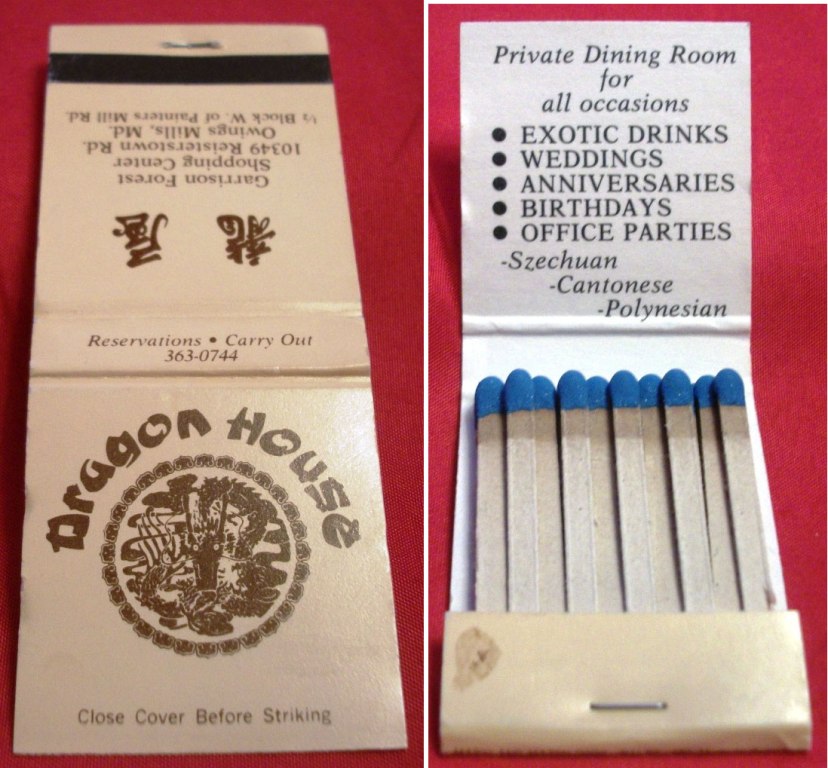 龍 屋
Garrison Forest
Shopping Center
10349 Reisterstown Rd.
Owings Mills, Md.
½ Block W. of Painters Mill Rd.
Reservations • Carry Out
363-0744
Dragon House
Close Cover Before Striking
Private Dining Room
for
all occasions
• EXOTIC DRINKS
• WEDDINGS
• ANNIVERSARIES
• BIRTHDAYS
• OFFICE PARTIES
-Szechuan
-Cantonese
-Polynesian